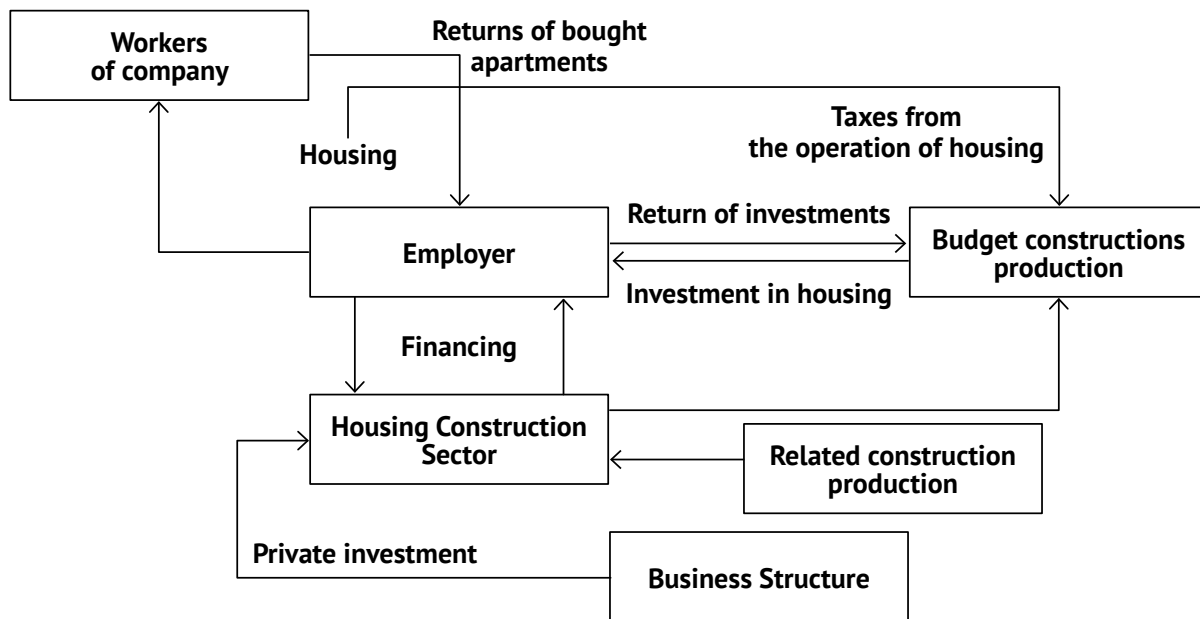 Workers
of company
Returns of bought
apartments
Housing
Taxes from
the operation of housing
Employer
Return of investments
Investment in housing
Budget constructions
production
Financing
Housing Construction
Sector
Related construction
production
Private investment
Business Structure